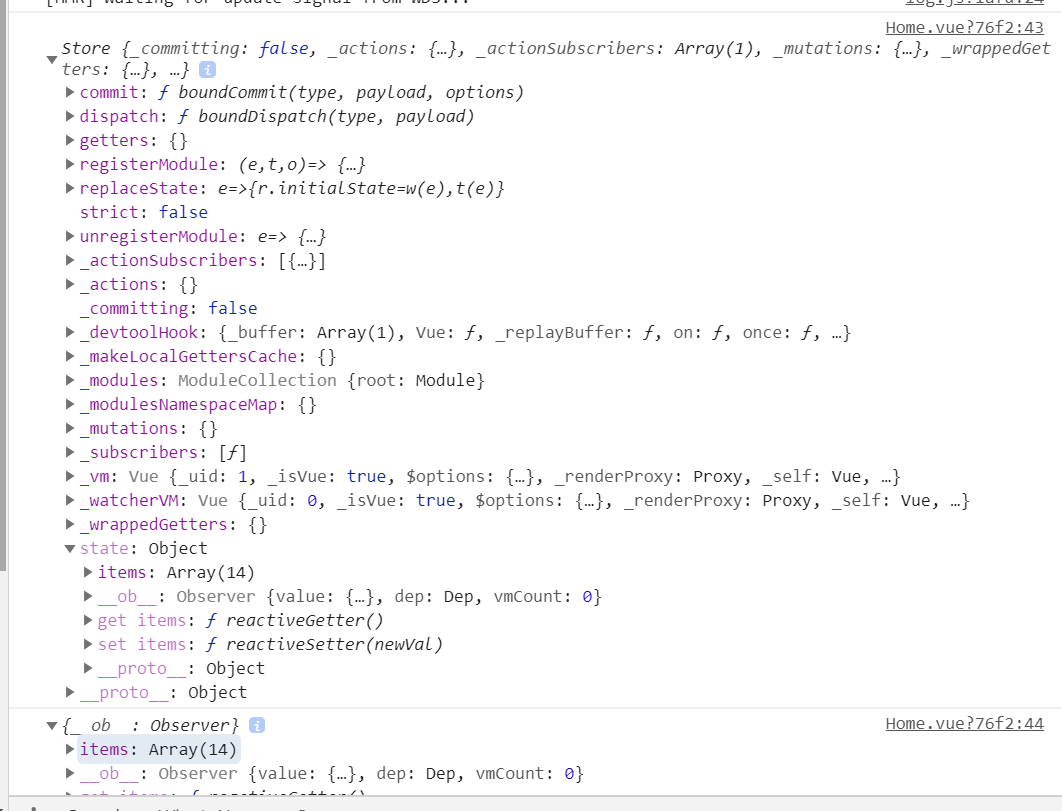 [HMR] Waiting for update signal from WDS...
Home.vue?76f2:43
Store {_committing: false, _actions: {…}, _actionSubscribers: Array(1), _mutations: {…}, _wrappedGet
ters: {…}, …} i
commit: ƒ boundCommit(type, payload, options)
dispatch: ƒ boundDispatch(type, payload)
getters: {}
registerModule: (e,t,o)=> {…}
replaceState: e=>{r.initialState=w(e),t(e)}
strict: false
unregisterModule: e=> {…}
_actionSubscribers: [{…}]
_actions: {}
_committing: false
_devtoolHook: {_buffer: Array(1), Vue: ƒ, _replayBuffer: ƒ, on: ƒ, once: ƒ, …}
_makeLocalGettersCache: {}
_modules: ModuleCollection {root: Module}
_modulesNamespaceMap: {}
_mutations: {}
_subscribers: [ƒ]
_vm: Vue {_uid: 1, _isVue: true, $options: {…}, _renderProxy: Proxy, _self: Vue, …}
_watcherVM: Vue {_uid: 0, _isVue: true, $options: {…}, _renderProxy: Proxy, _self: Vue, …}
_wrappedGetters: {}
state: Object
items: Array(14)
__ob__: Observer {value: {…}, dep: Dep, vmCount: 0}
get items: ƒ reactiveGetter()
set items: ƒ reactiveSetter(newVal)
__proto__: Object
__proto__: Object
{__ob__: Observer} i
Home.vue?76f2:44
items: Array(14)
__ob__: Observer {value: {…}, dep: Dep, vmCount: 0}
get items: ƒ reactiveGetter()